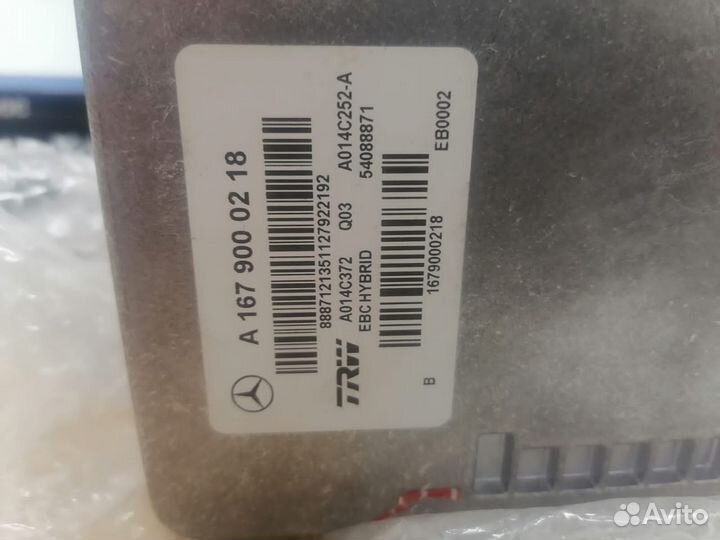 A 167 900 02 18
8887121351127922192
A014C372 Q03 A014C252-A
TRW
EBC HYBRID 54088871
1679000218
B EB0002
Avito